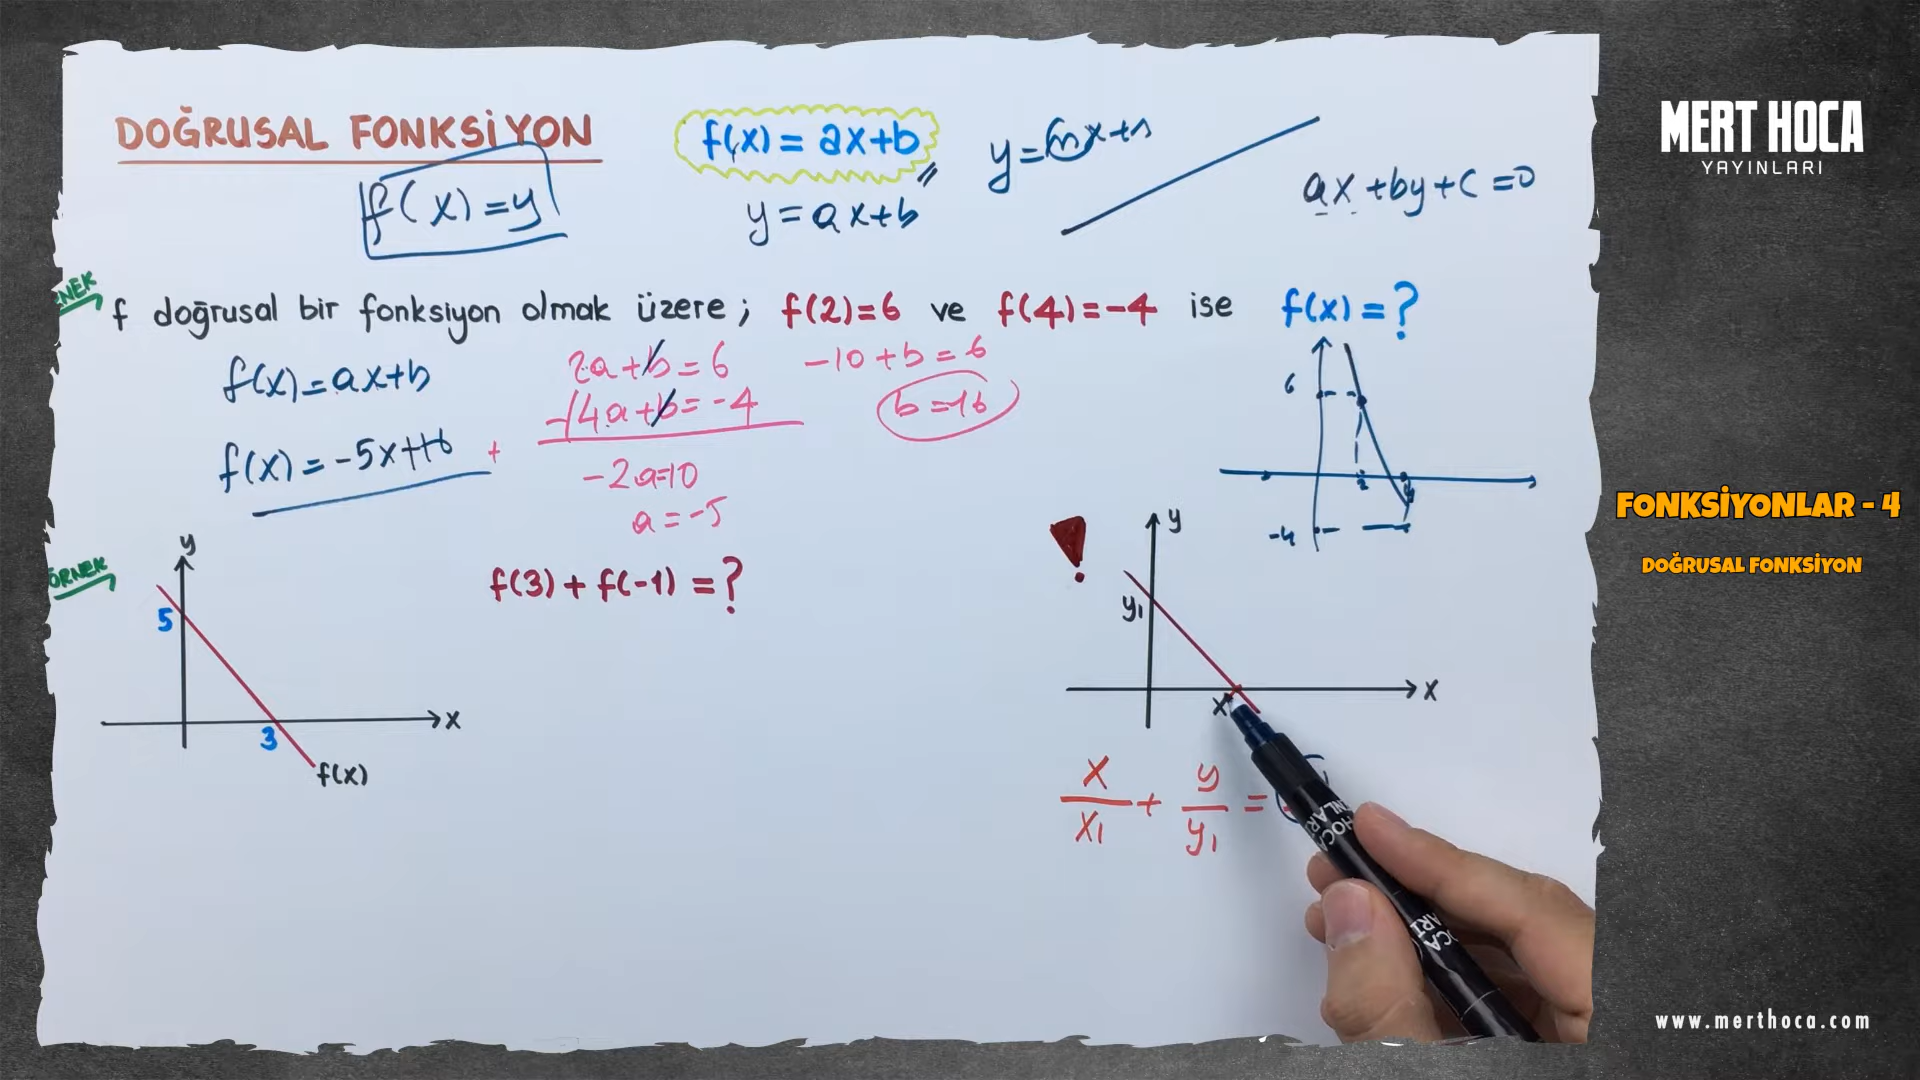 DOĞRUSAL FONKSİYON
f(x) = ax+b
y = mx+n
ax+by+c=0
f(x) = y
y = ax+b
f doğrusal bir fonksiyon olmak üzere; f(2)=6 ve f(4)=-4 ise f(x)=?
f(x)=ax+b
2a+b=6
-10+b=6
-/4a+b=-4
b=16
f(x)=-5x+16
+
-2a=10
a=-5
6
2
4
-4
ÖRNEK
y
5
3
x
f(x)
f(3)+f(-1)=?
!
y
y1
x
x/x1 + y/y1 =
MERT HOCA
YAYINLARI
FONKSİYONLAR - 4
DOĞRUSAL FONKSİYON
www.merthoca.com